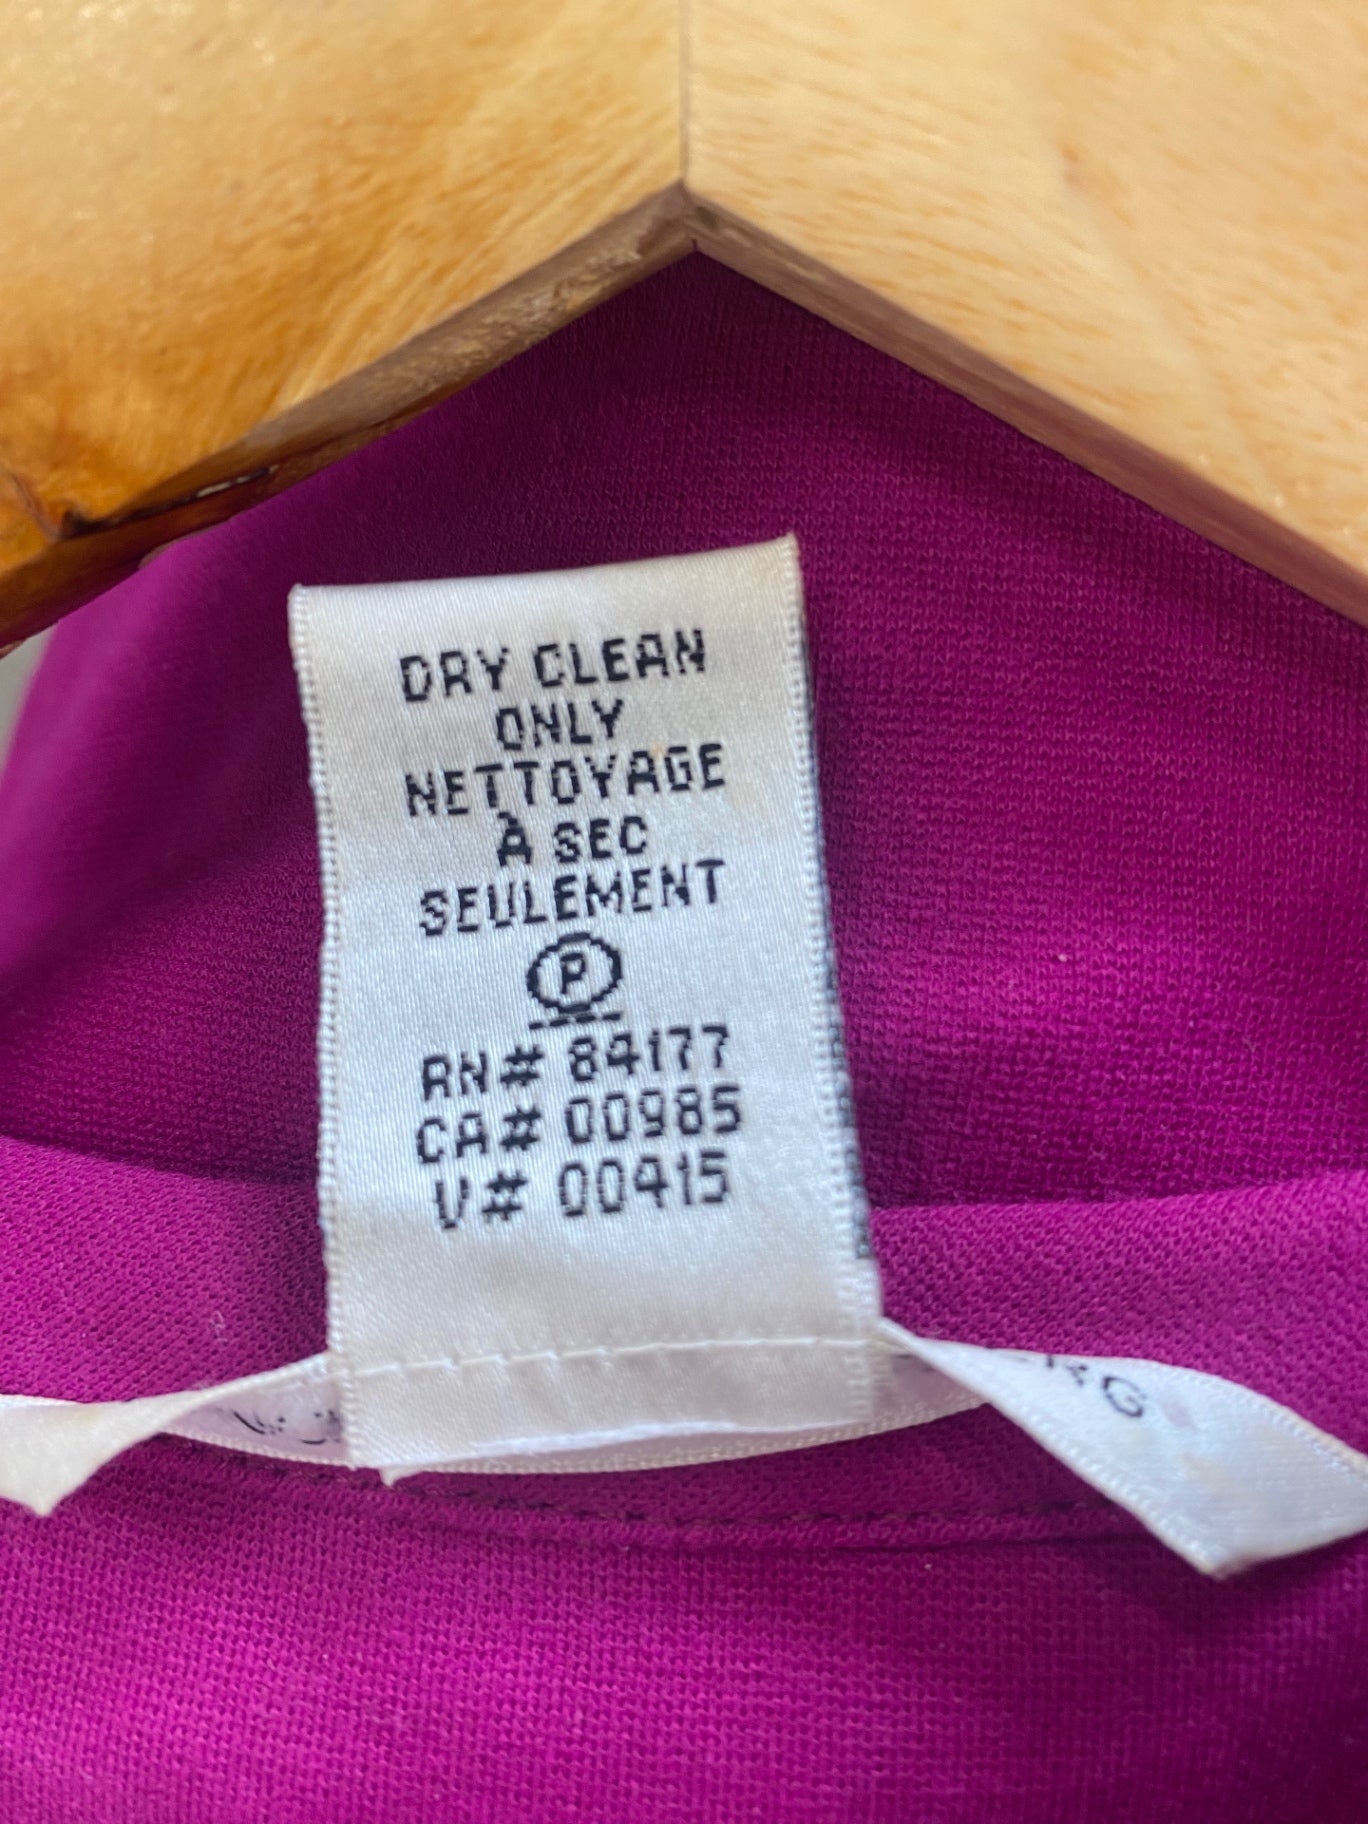 DRY CLEAN
ONLY
NETTOYAGE
À SEC
SEULEMENT
P
RN# 84177
CA# 00985
V# 00415